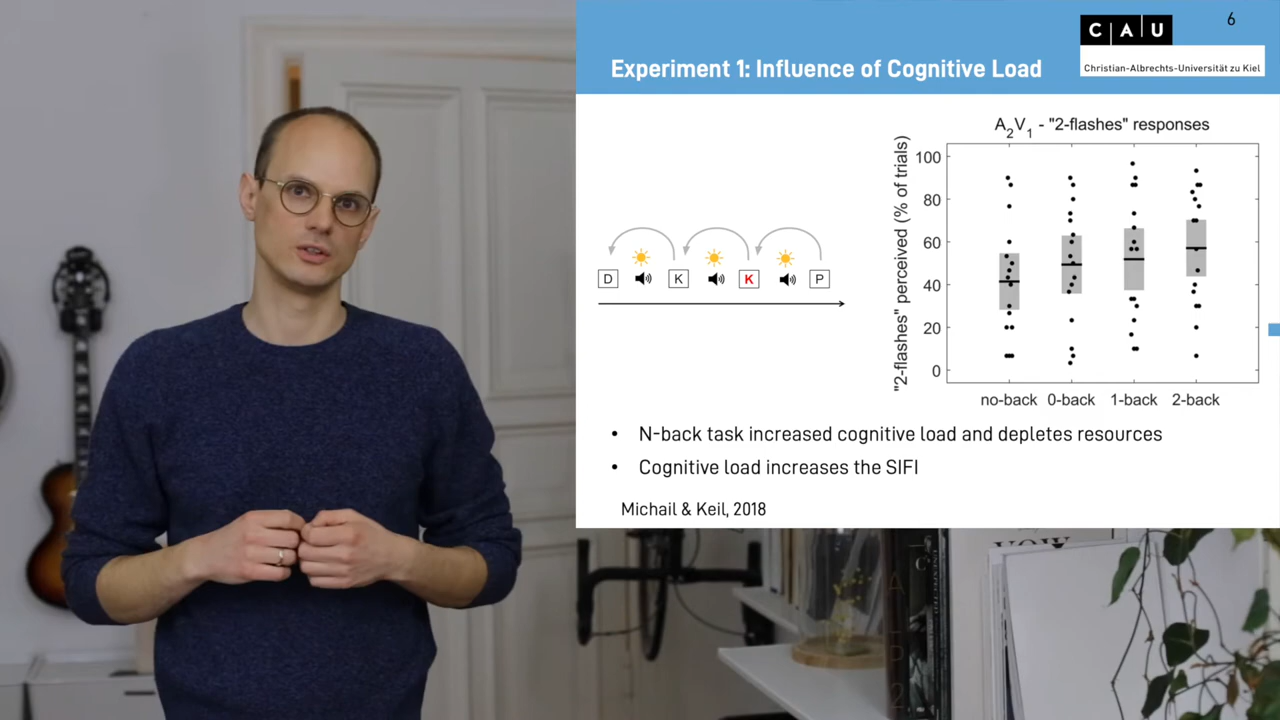 6
C A U
Christian-Albrechts-Universität zu Kiel
Experiment 1: Influence of Cognitive Load
A2V1 - "2-flashes" responses
"2-flashes" perceived (% of trials)
100
80
60
40
20
0
no-back 0-back 1-back 2-back
D K K P
• N-back task increased cognitive load and depletes resources
• Cognitive load increases the SIFI
Michail & Keil, 2018